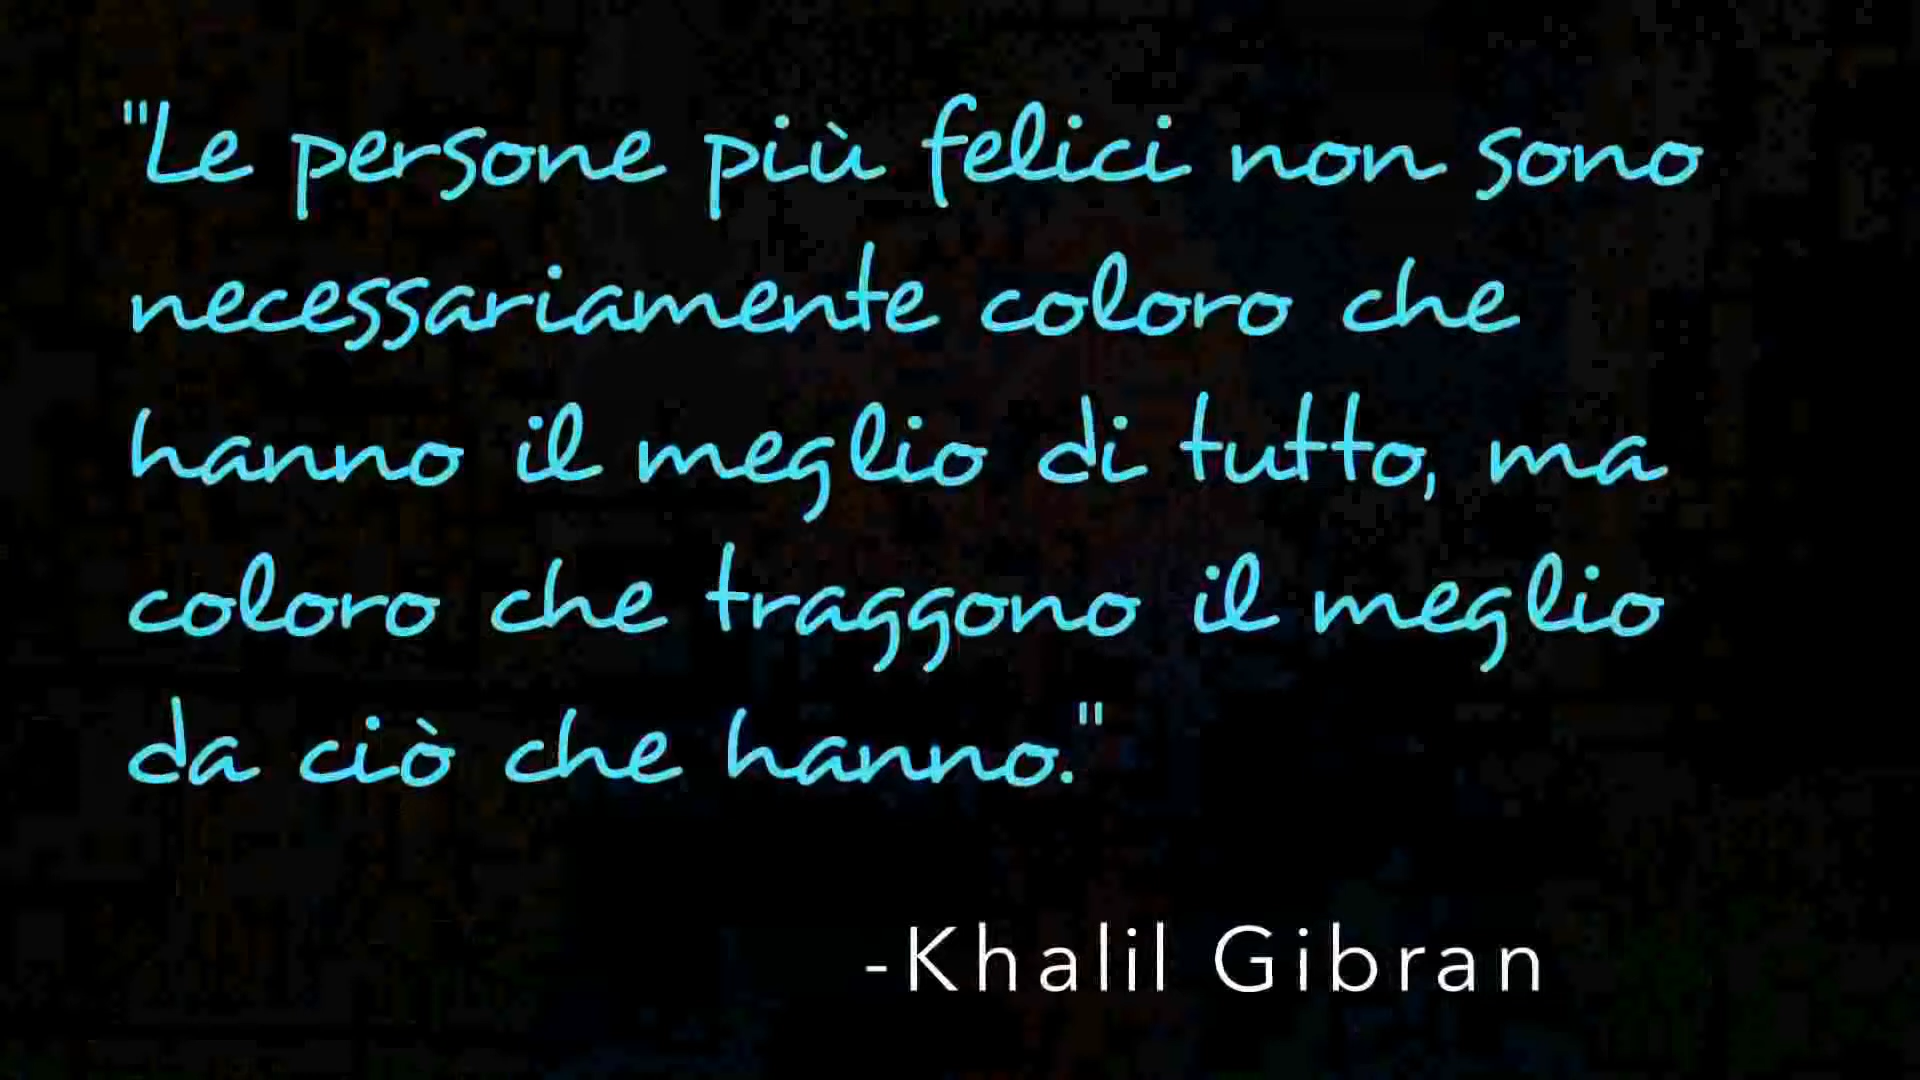 "Le persone più felici non sono
necessariamente coloro che
hanno il meglio di tutto, ma
coloro che traggono il meglio
da ciò che hanno."
-Khalil Gibran